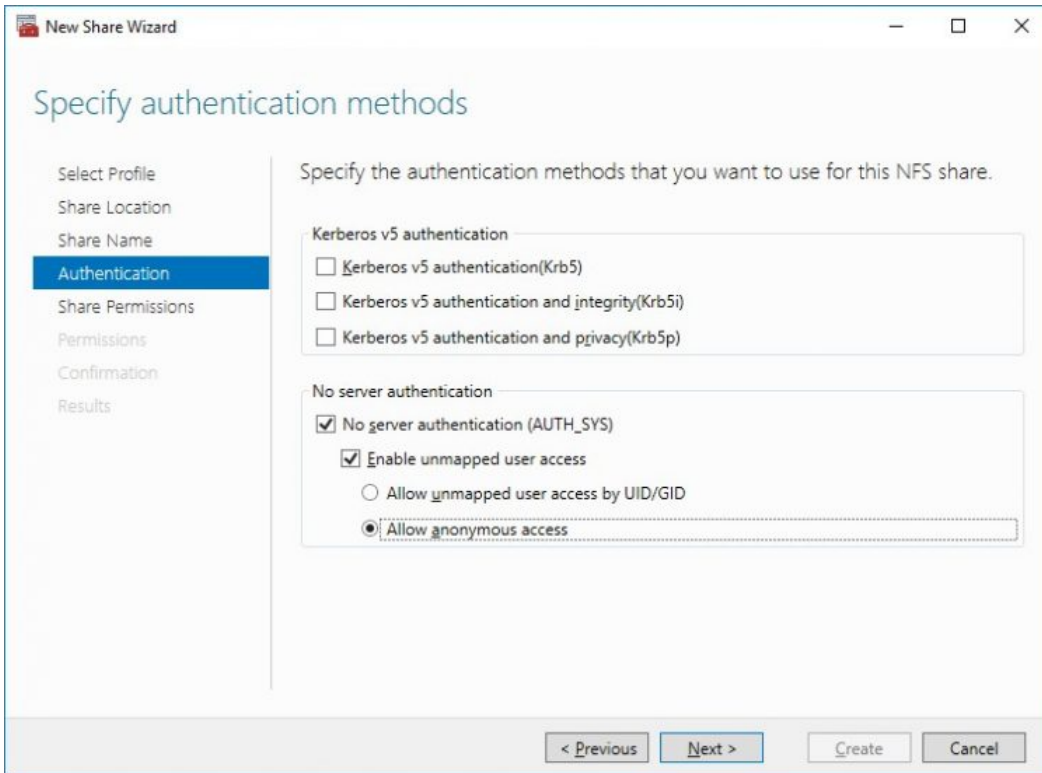 New Share Wizard
Specify authentication methods
Select Profile
Share Location
Share Name
Authentication
Share Permissions
Permissions
Confirmation
Results
Specify the authentication methods that you want to use for this NFS share.
Kerberos v5 authentication
Kerberos v5 authentication(Krb5)
Kerberos v5 authentication and integrity(Krb5i)
Kerberos v5 authentication and privacy(Krb5p)
No server authentication
No server authentication (AUTH_SYS)
Enable unmapped user access
Allow unmapped user access by UID/GID
Allow anonymous access
< Previous
Next >
Create
Cancel